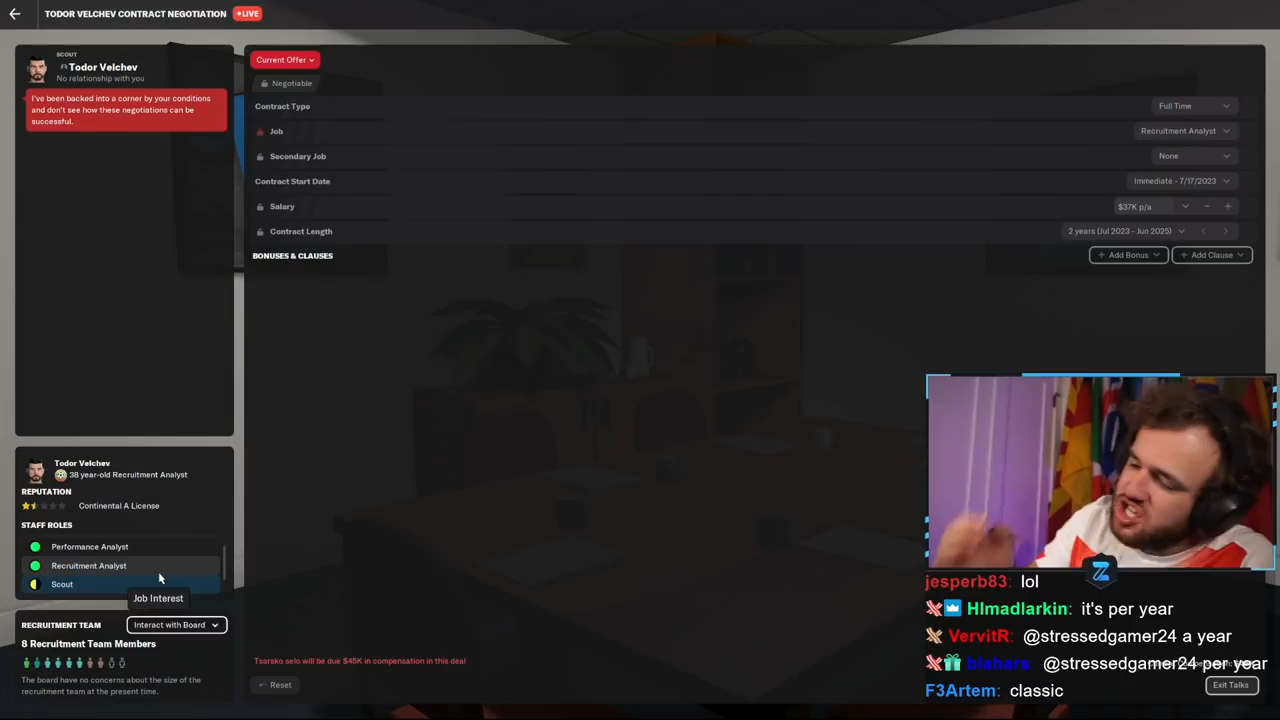 TODOR VELCHEV CONTRACT NEGOTIATION
LIVE
SCOUT
Todor Velchev
No relationship with you
I've been backed into a corner by your conditions
and don't see how these negotiations can be
successful.
Current Offer
Negotiable
Contract Type
Full Time
Job
Recruitment Analyst
Secondary Job
None
Contract Start Date
Immediate - 7/17/2023
Salary
$37K p/a
Contract Length
2 years (Jul 2023 - Jun 2025)
BONUSES & CLAUSES
+ Add Bonus
+ Add Clause
Todor Velchev
38 year-old Recruitment Analyst
REPUTATION
Continental A License
STAFF ROLES
Performance Analyst
Recruitment Analyst
Scout
Job Interest
RECRUITMENT TEAM
Interact with Board
8 Recruitment Team Members
The board have no concerns about the size of the
recruitment team at the present time.
Tsarsko selo will be due $45K in compensation in this deal
Reset
jesperb83: lol
HImadlarkin: it's per year
VervitR: @stressedgamer24 a year
blahars: @stressedgamer24 per year
F3Artem: classic
Exit Talks